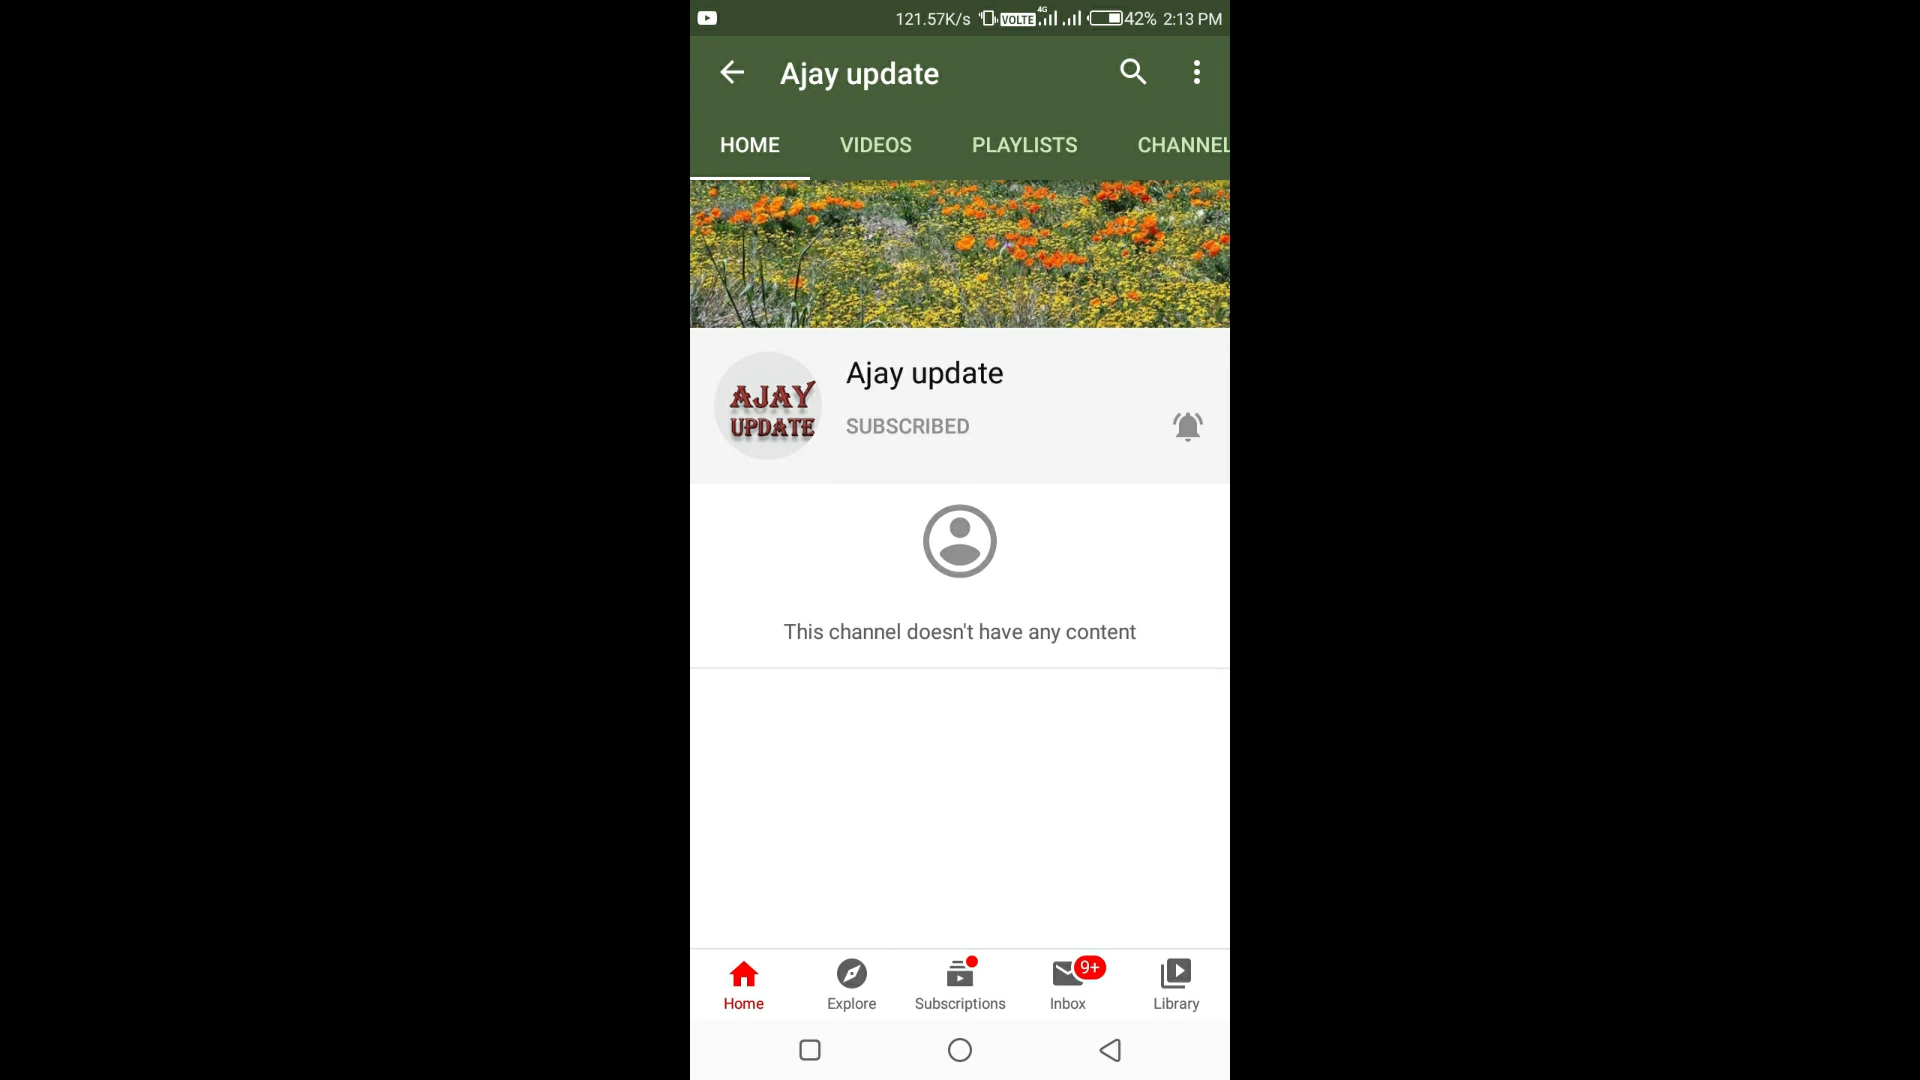 121.57K/s VOLTE 4G 42% 2:13 PM
Ajay update
HOME VIDEOS PLAYLISTS CHANNEL
AJAY
UPDATE
Ajay update
SUBSCRIBED
This channel doesn't have any content
9+
Home Explore Subscriptions Inbox Library